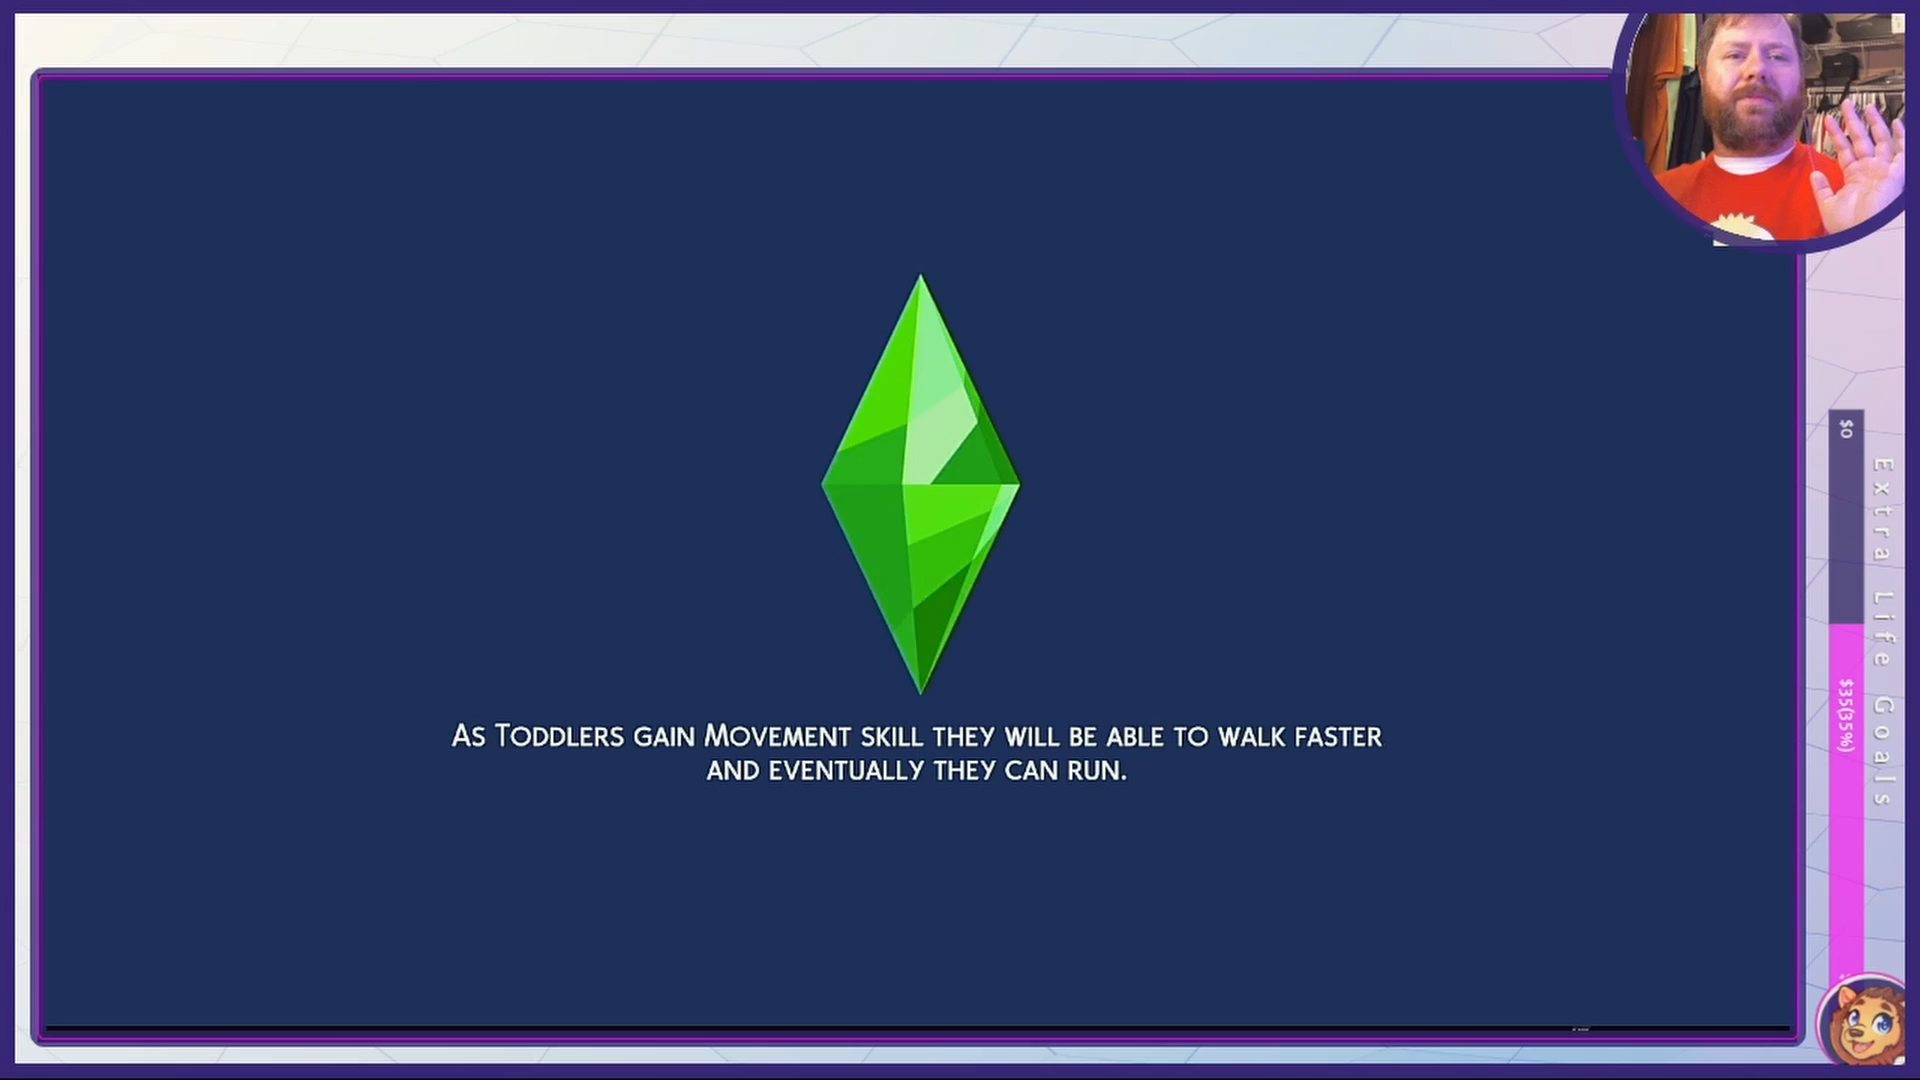 As Toddlers gain Movement skill they will be able to walk faster
and eventually they can run.
$0
$35(35%)
Extra Life Goals